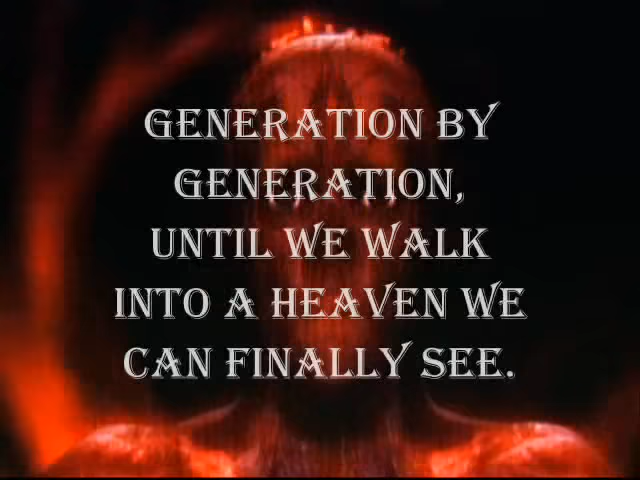 GENERATION BY
GENERATION,
UNTIL WE WALK
INTO A HEAVEN WE
CAN FINALLY SEE.